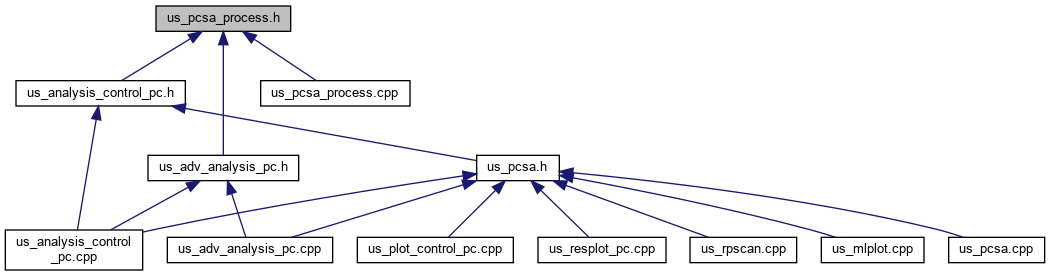 us_pcsa_process.h
us_analysis_control_pc.h
us_pcsa_process.cpp
us_adv_analysis_pc.h
us_pcsa.h
us_analysis_control
_pc.cpp
us_adv_analysis_pc.cpp
us_plot_control_pc.cpp
us_resplot_pc.cpp
us_rpscan.cpp
us_mlplot.cpp
us_pcsa.cpp